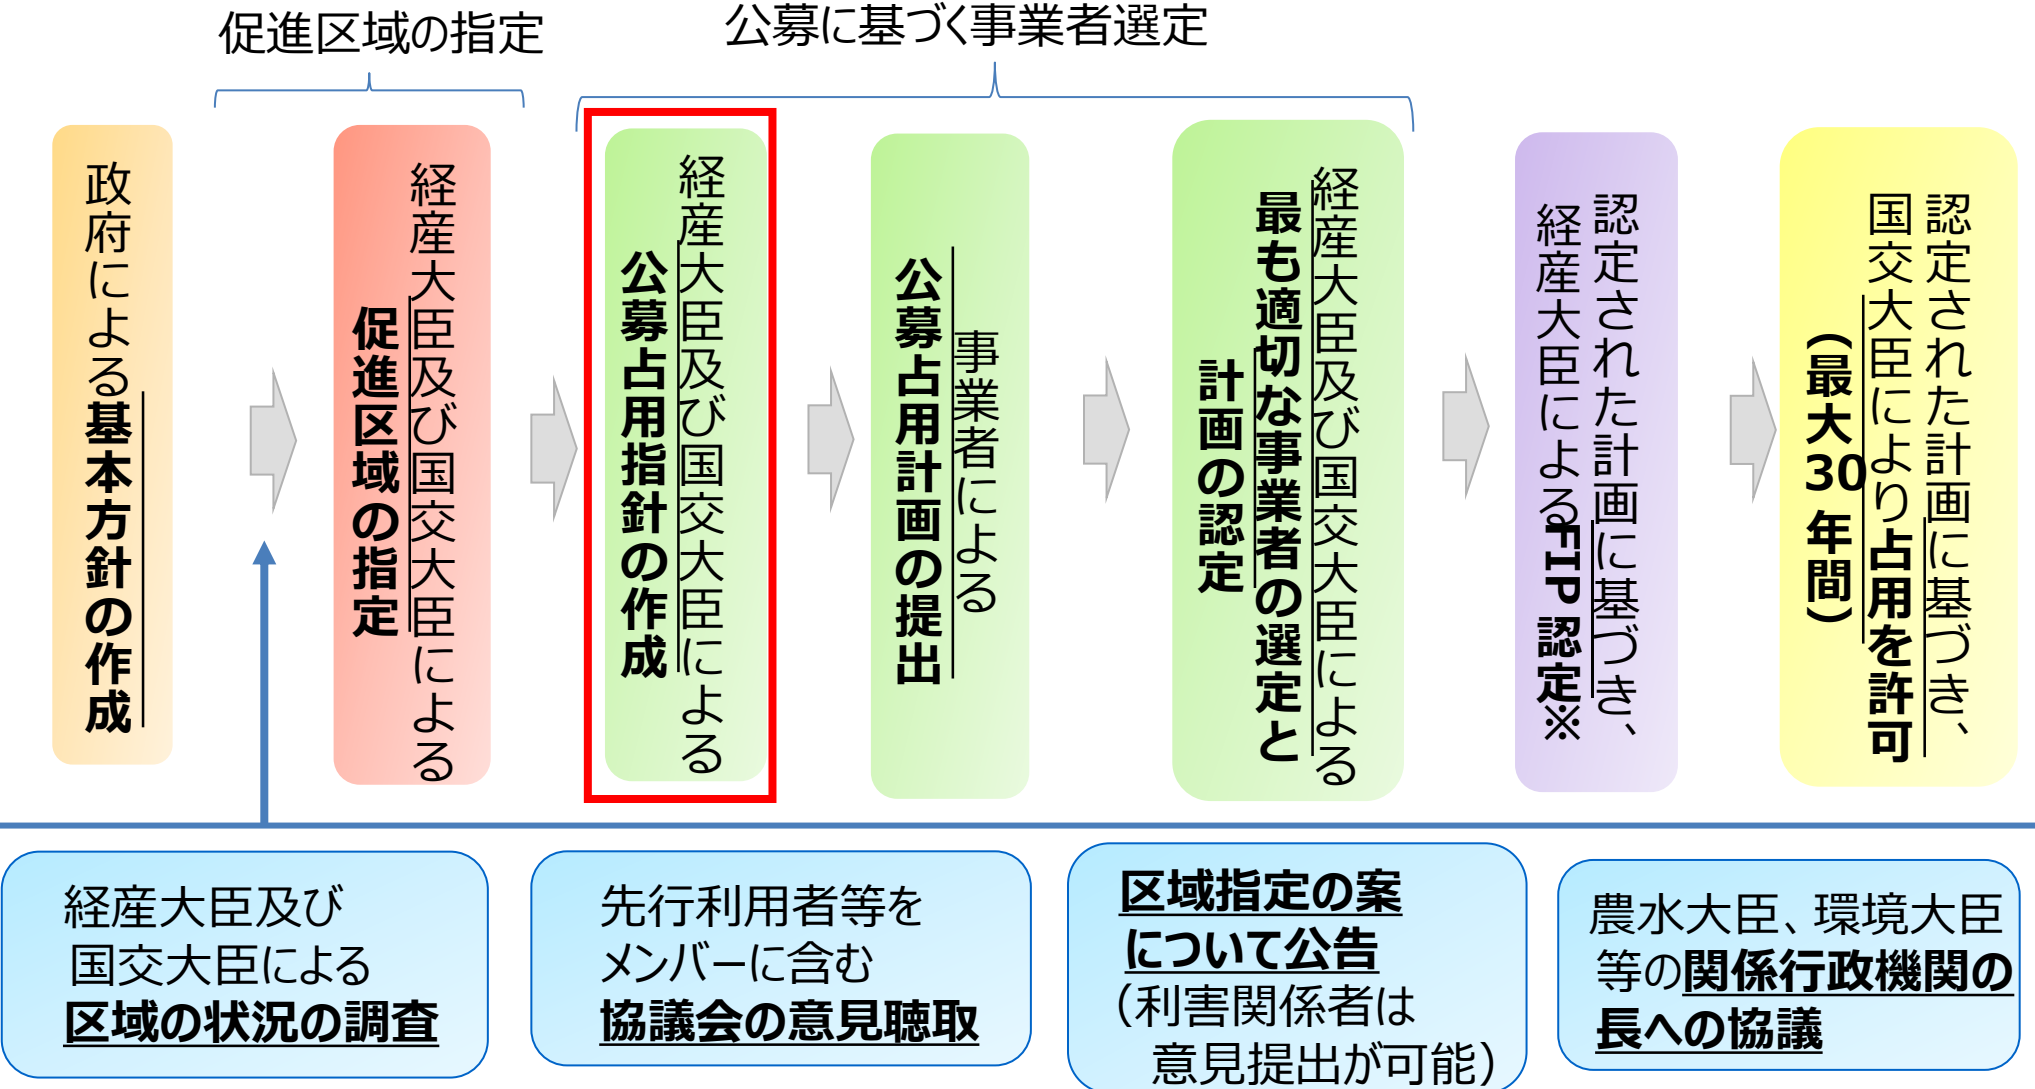 促進区域の指定
公募に基づく事業者選定
政府による基本方針の作成
経産大臣及び国交大臣による
促進区域の指定
経産大臣及び国交大臣による
公募占用指針の作成
事業者による
公募占用計画の提出
経産大臣及び国交大臣による
最も適切な事業者の選定と
計画の認定
認定された計画に基づき、
経産大臣によるFIP認定※
認定された計画に基づき、
国交大臣により占用を許可
（最大30年間）
経産大臣及び
国交大臣による
区域の状況の調査
先行利用者等を
メンバーに含む
協議会の意見聴取
区域指定の案
について公告
（利害関係者は
意見提出が可能）
農水大臣、環境大臣
等の関係行政機関の
長への協議